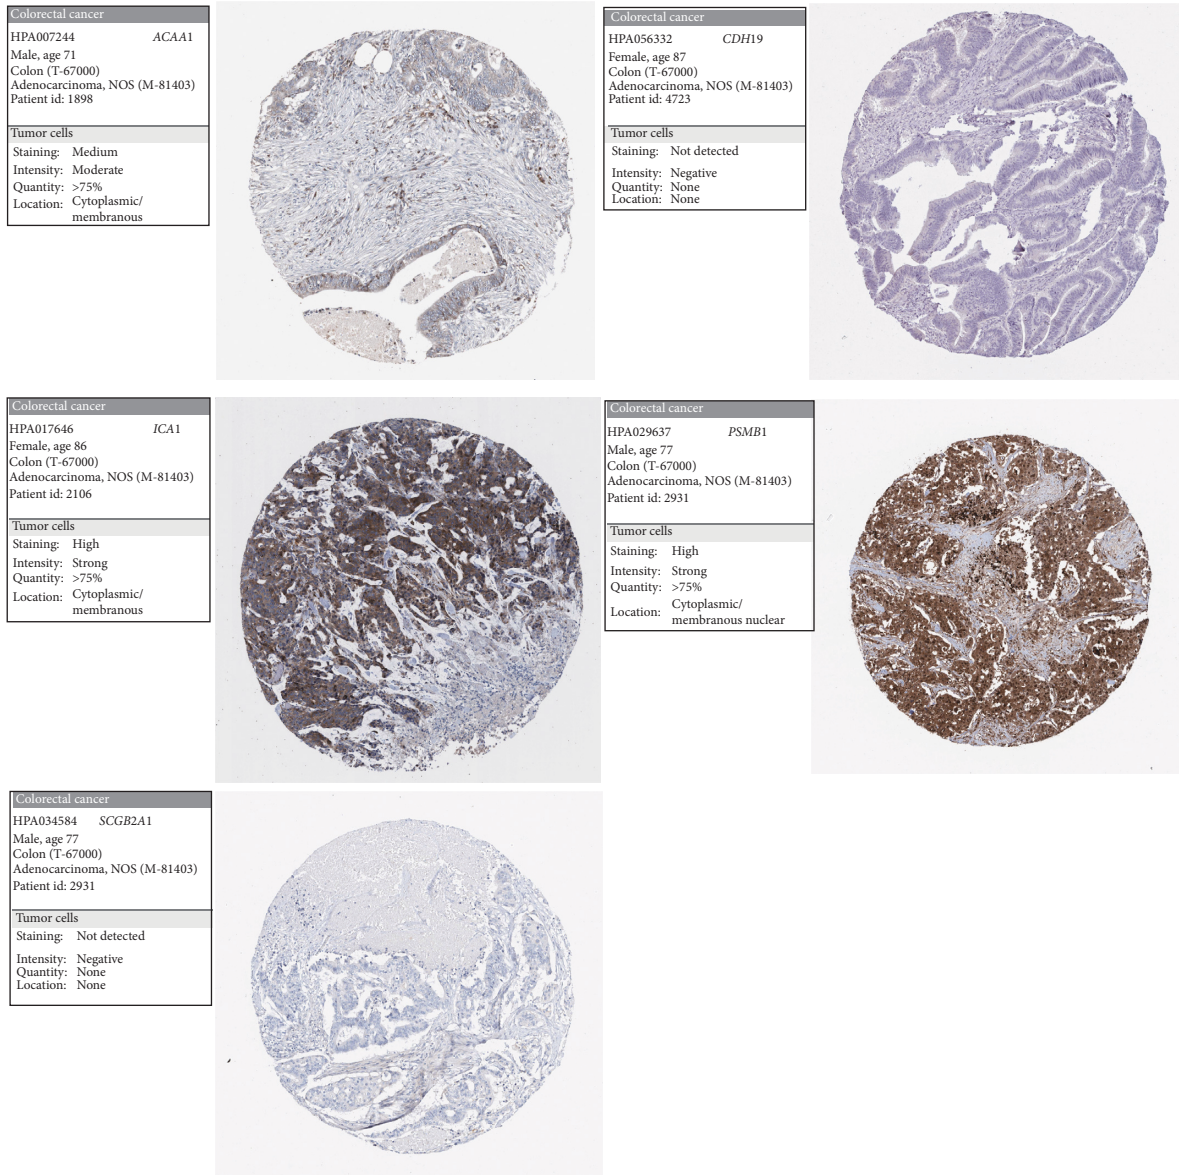 Colorectal cancer
HPA007244 ACAA1
Male, age 71
Colon (T-67000)
Adenocarcinoma, NOS (M-81403)
Patient id: 1898
Tumor cells
Staining: Medium
Intensity: Moderate
Quantity: >75%
Location: Cytoplasmic/
membranous
Colorectal cancer
HPA056332 CDH19
Female, age 87
Colon (T-67000)
Adenocarcinoma, NOS (M-81403)
Patient id: 4723
Tumor cells
Staining: Not detected
Intensity: Negative
Quantity: None
Location: None
Colorectal cancer
HPA017646 ICA1
Female, age 86
Colon (T-67000)
Adenocarcinoma, NOS (M-81403)
Patient id: 2106
Tumor cells
Staining: High
Intensity: Strong
Quantity: >75%
Location: Cytoplasmic/
membranous
Colorectal cancer
HPA029637 PSMB1
Male, age 77
Colon (T-67000)
Adenocarcinoma, NOS (M-81403)
Patient id: 2931
Tumor cells
Staining: High
Intensity: Strong
Quantity: >75%
Location: Cytoplasmic/
membranous nuclear
Colorectal cancer
HPA034584 SCGB2A1
Male, age 77
Colon (T-67000)
Adenocarcinoma, NOS (M-81403)
Patient id: 2931
Tumor cells
Staining: Not detected
Intensity: Negative
Quantity: None
Location: None